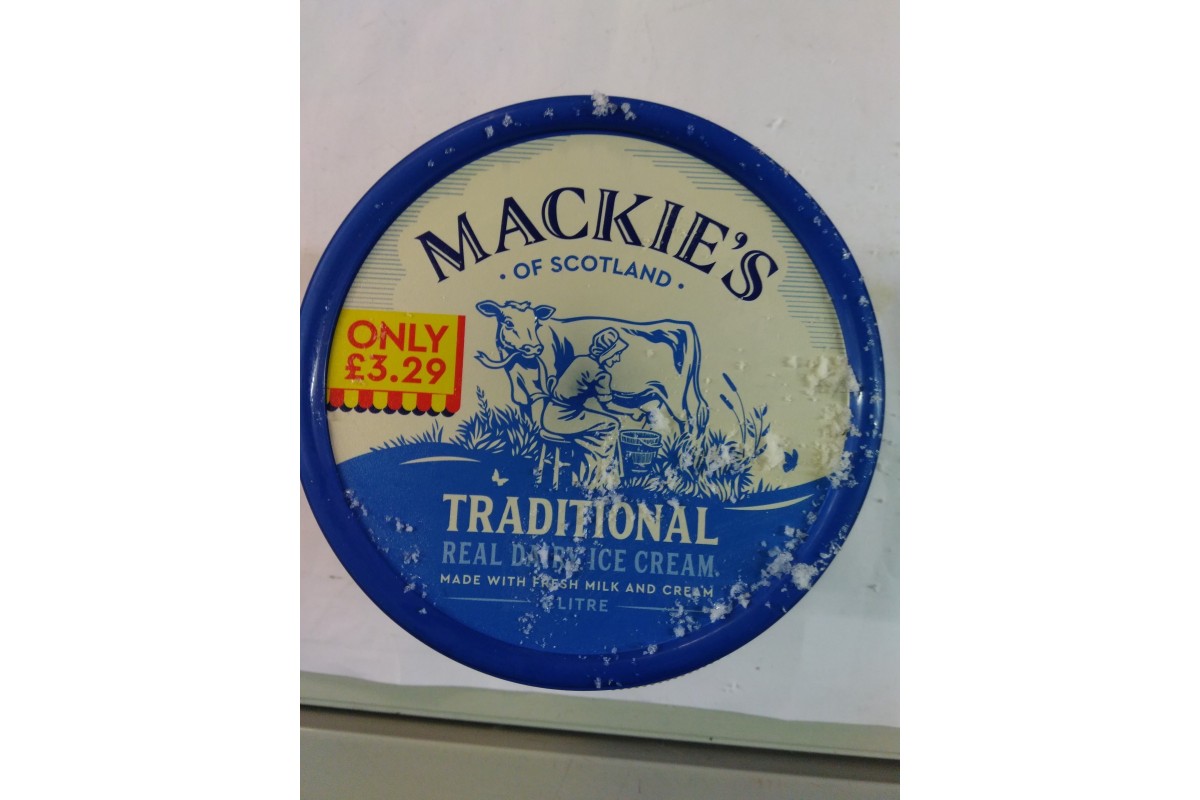 MACKIE'S
• OF SCOTLAND •
ONLY
£3.29
TRADITIONAL
REAL DAIRY ICE CREAM.
MADE WITH FRESH MILK AND CREAM
LITRE